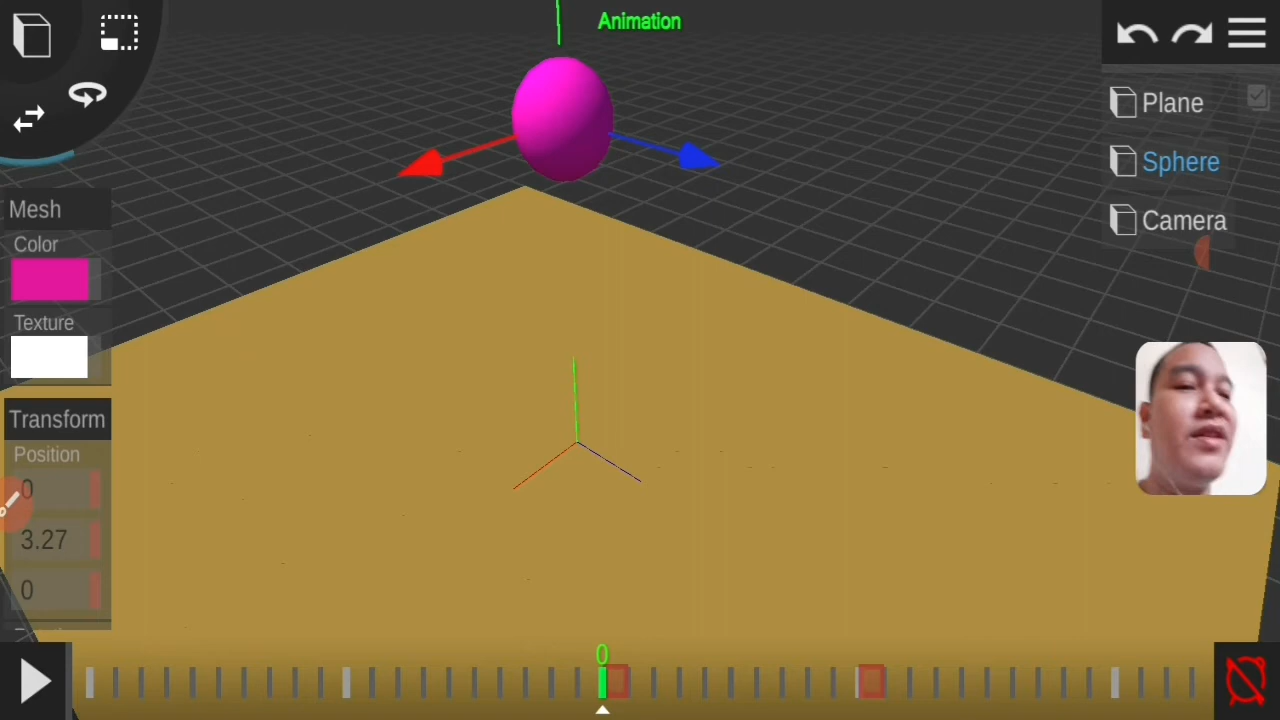 Animation
Plane
Sphere
Camera
Mesh
Color
Texture
Transform
Position
0
3.27
0
0